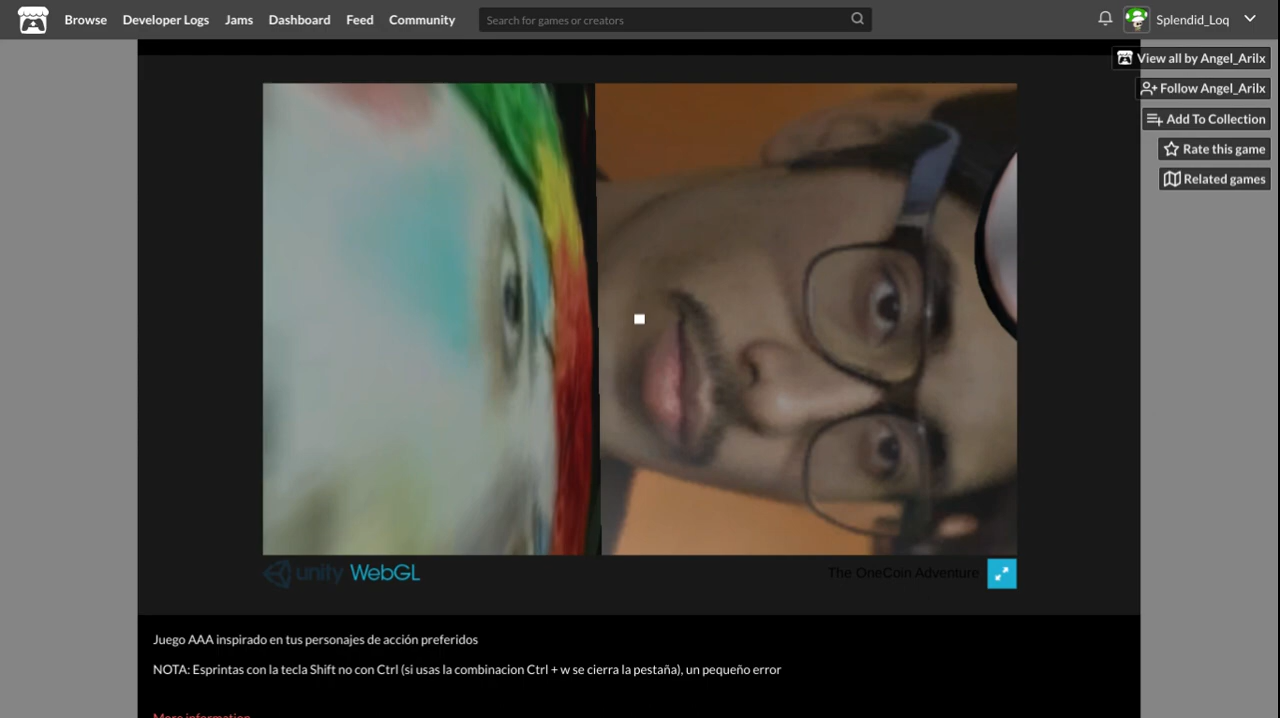 Browse Developer Logs Jams Dashboard Feed Community Search for games or creators Splendid_Loq
View all by Angel_Arilx
Follow Angel_Arilx
Add To Collection
Rate this game
Related games
unity WebGL The OneCoin Adventure
Juego AAA inspirado en tus personajes de acción preferidos
NOTA: Esprintas con la tecla Shift no con Ctrl (si usas la combinacion Ctrl + w se cierra la pestaña), un pequeño error
More information